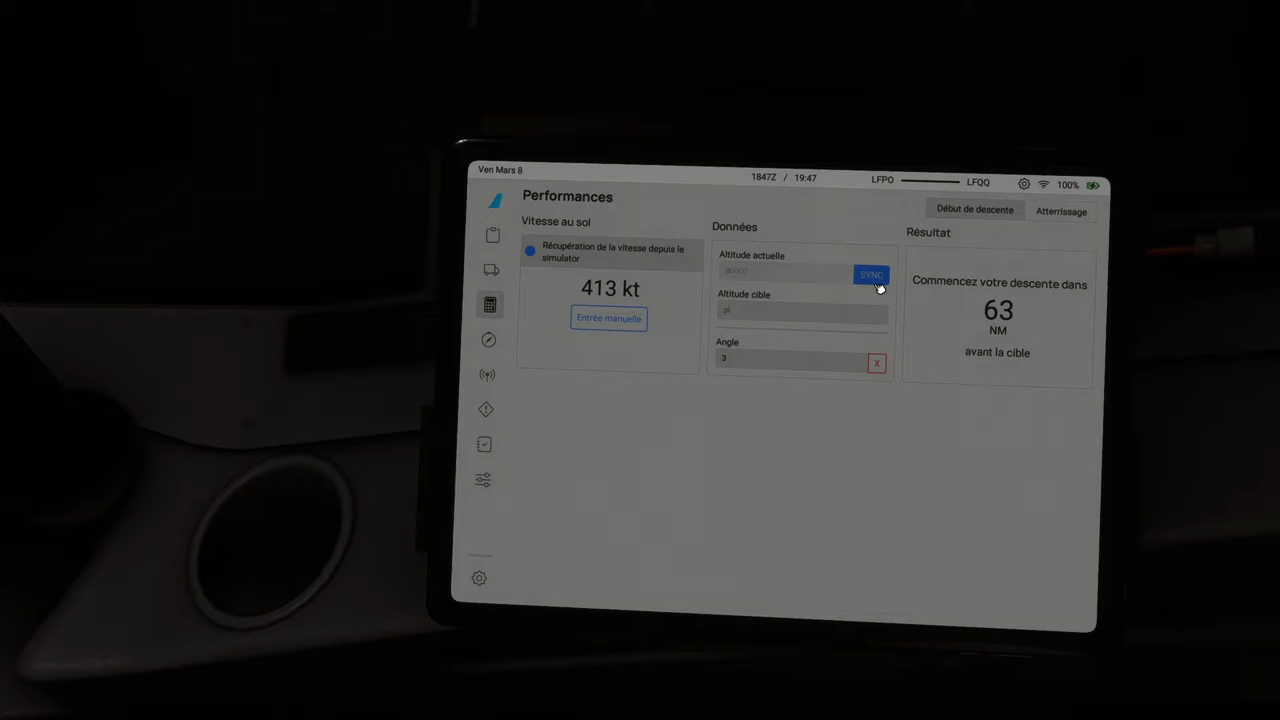 Ven Mars 8
1847Z / 19:47
LFPO
LFQQ
100%
Performances
Début de descente
Atterrissage
Vitesse au sol
Récupération de la vitesse depuis le
simulator
413 kt
Entrée manuelle
Données
Altitude actuelle
SYNC
Altitude cible
Angle
3
X
Résultat
Commencez votre descente dans
63
NM
avant la cible